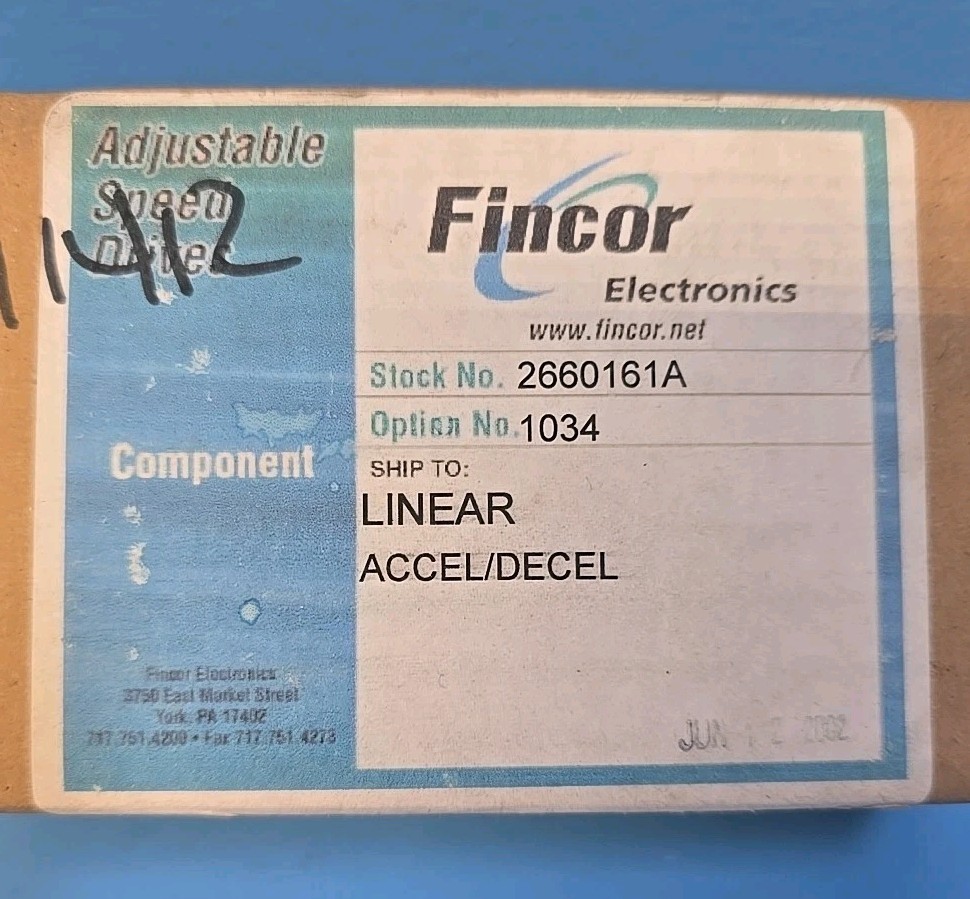 Adjustable
Speed
Drives
Fincor
Electronics
www.fincor.net
Stock No. 2660161A
Option No. 1034
Component
SHIP TO:
LINEAR
ACCEL/DECEL
Fincor Electronics
3750 East Market Street
York, PA 17402
717.751.4200 • Fax 717.751.4273
JUN 12 2002